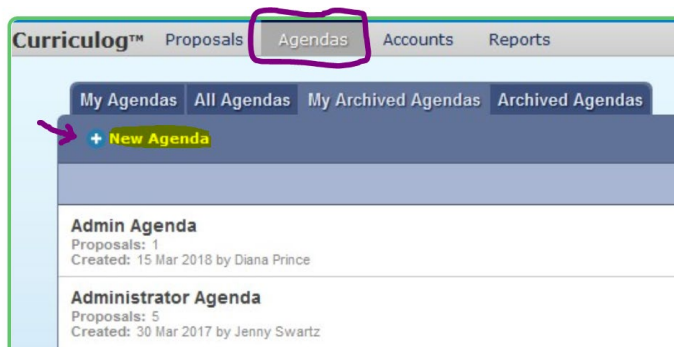 Curriculog™ Proposals Agendas Accounts Reports
My Agendas All Agendas My Archived Agendas Archived Agendas
New Agenda
Admin Agenda
Proposals: 1
Created: 15 Mar 2018 by Diana Prince
Administrator Agenda
Proposals: 5
Created: 30 Mar 2017 by Jenny Swartz